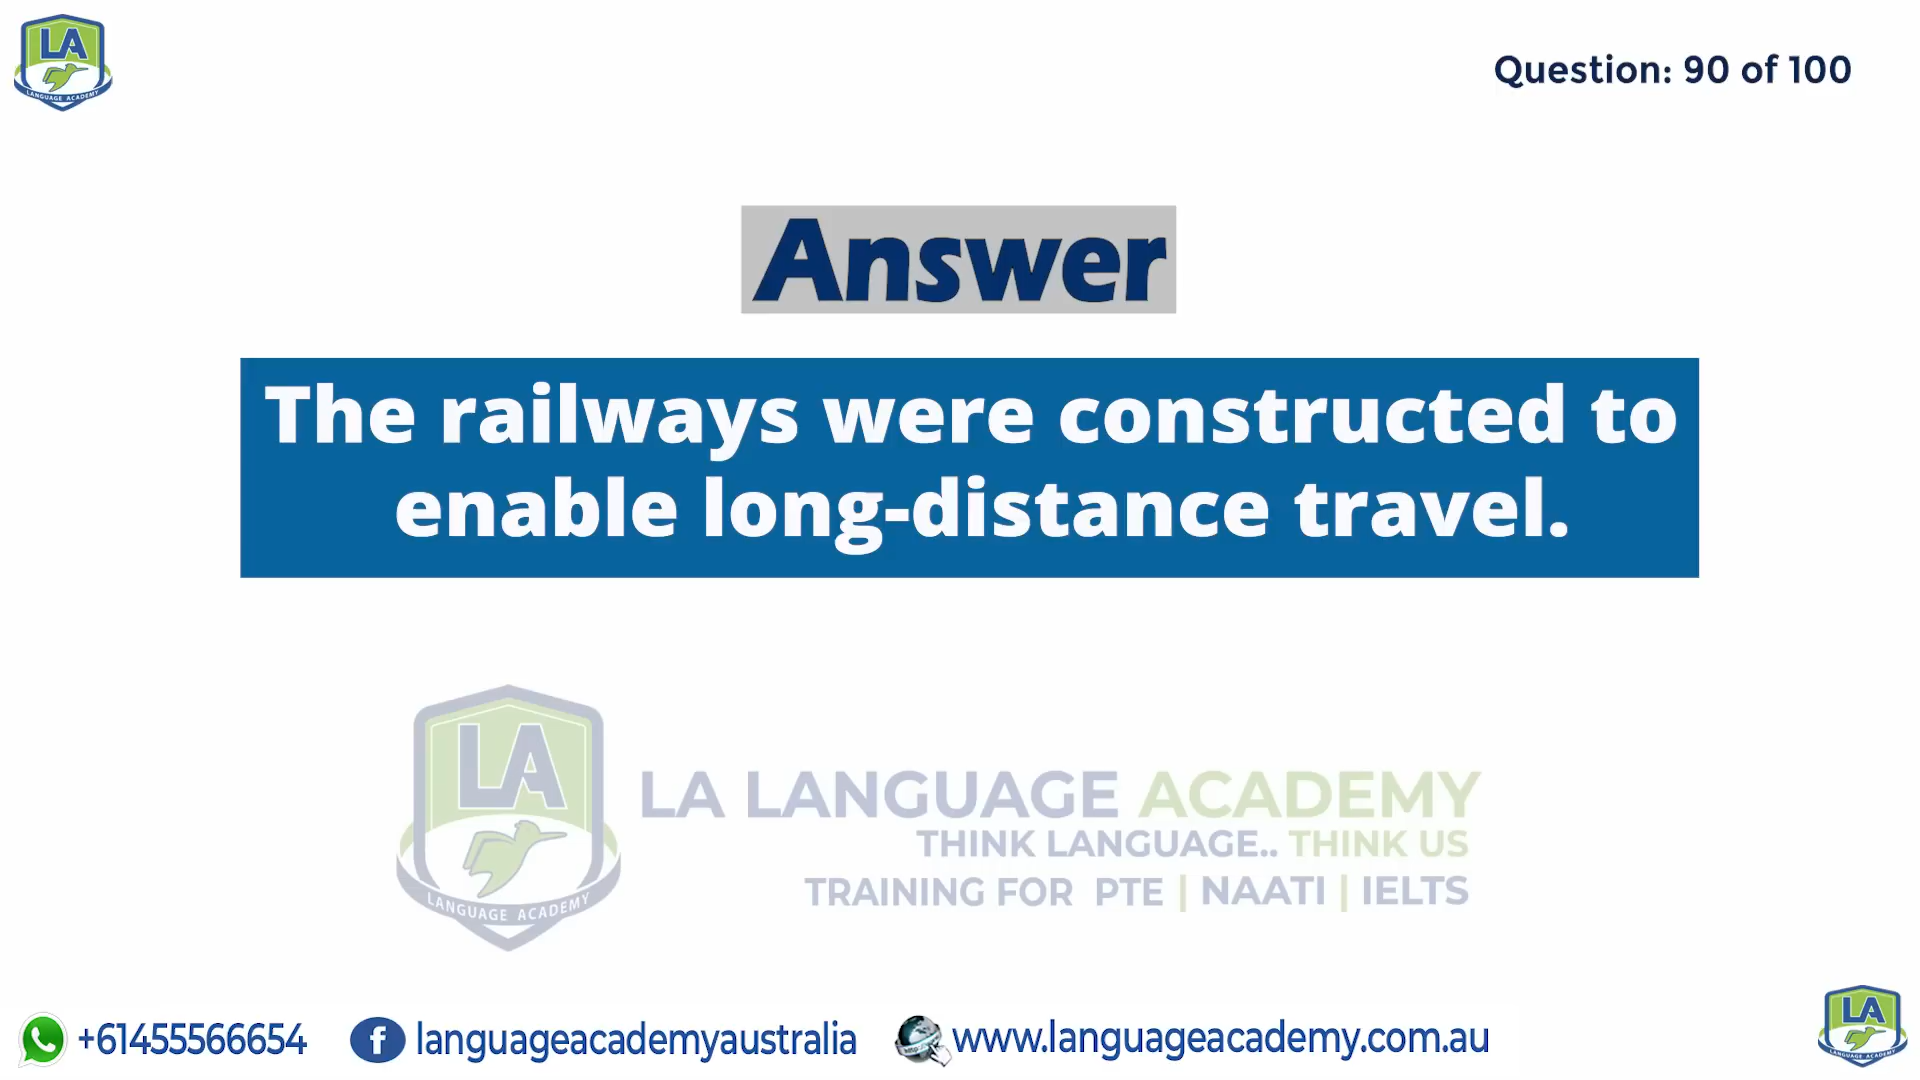 LA
LANGUAGE ACADEMY
Question: 90 of 100
Answer
The railways were constructed to
enable long-distance travel.
LA
LANGUAGE ACADEMY
LA LANGUAGE ACADEMY
THINK LANGUAGE.. THINK US
TRAINING FOR PTE | NAATI | IELTS
+61455566654
languageacademyaustralia
www.languageacademy.com.au
LA
LANGUAGE ACADEMY